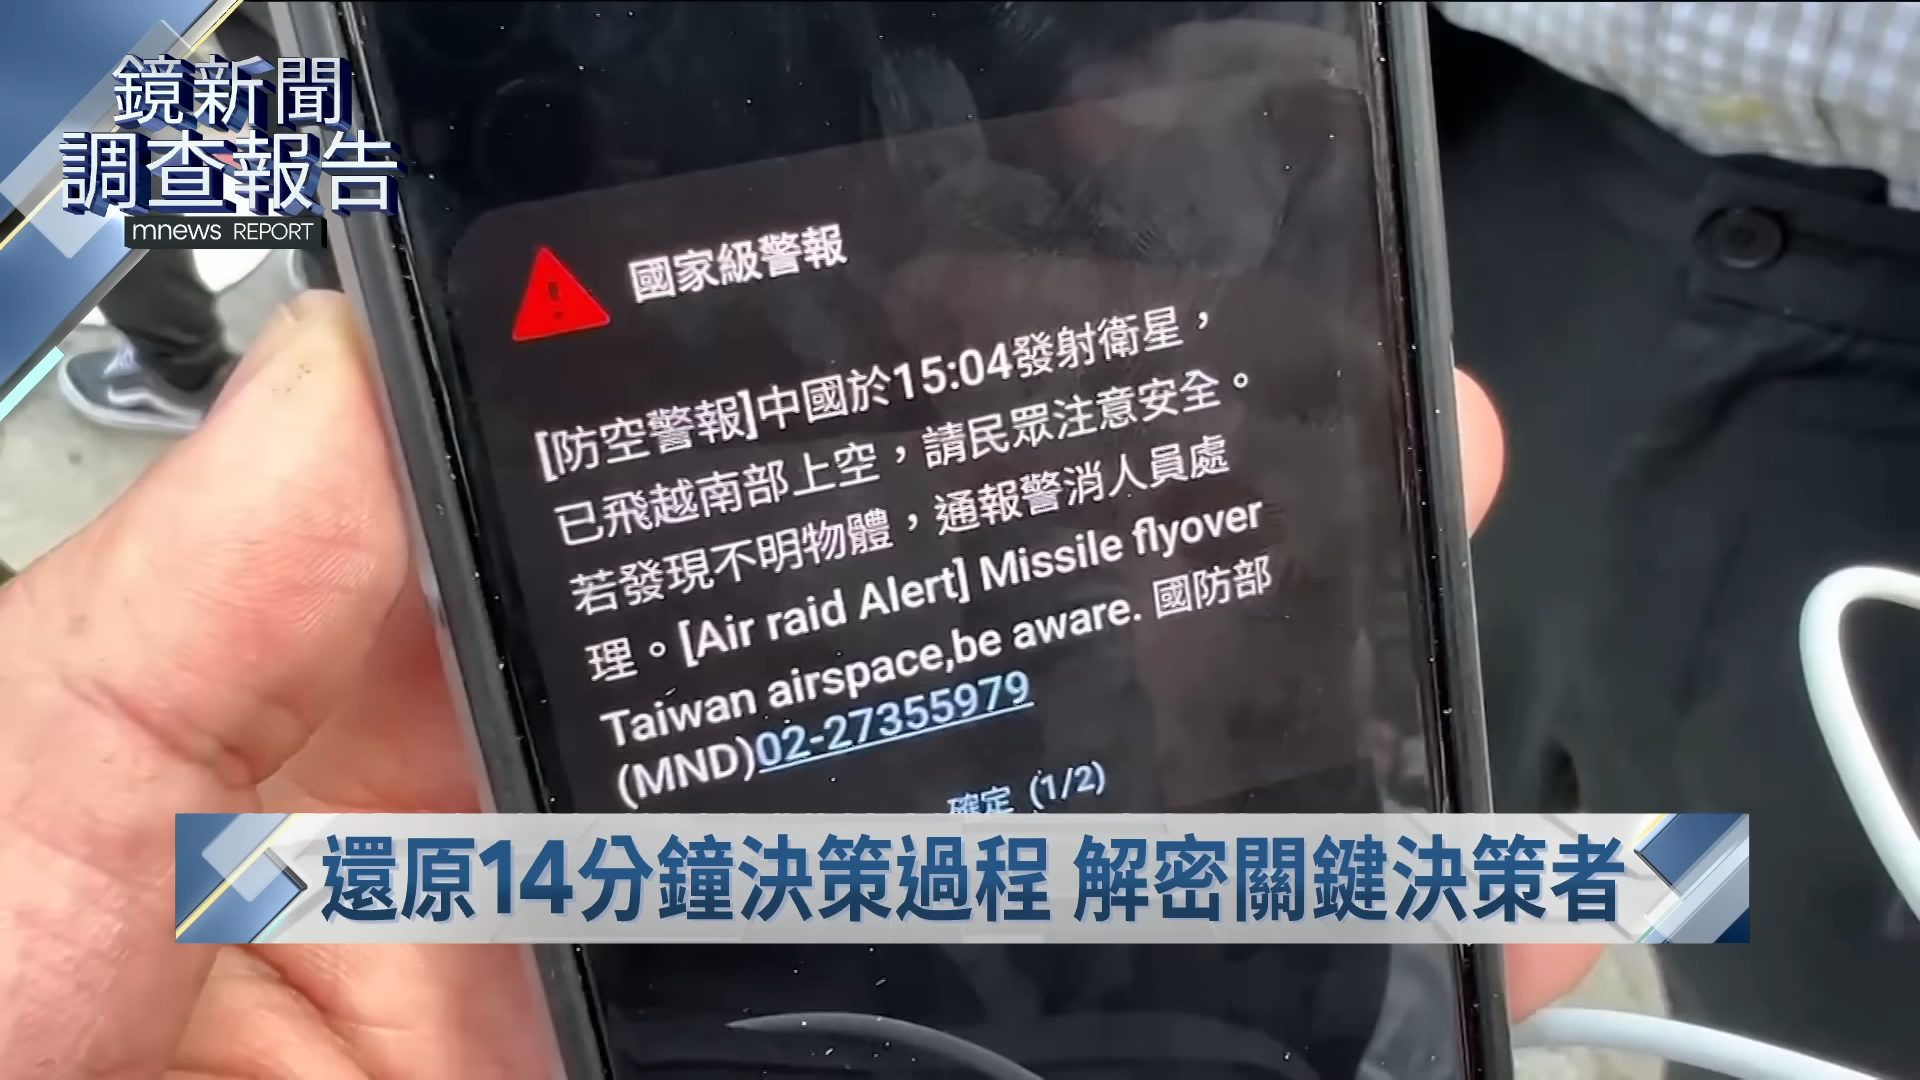 鏡新聞
調查報告
mnews REPORT
國家級警報
[防空警報]中國於15:04發射衛星，
已飛越南部上空，請民眾注意安全。
若發現不明物體，通報警消人員處
理。[Air raid Alert] Missile flyover
Taiwan airspace,be aware. 國防部
(MND)02-27355979
確定 (1/2)
還原14分鐘決策過程 解密關鍵決策者